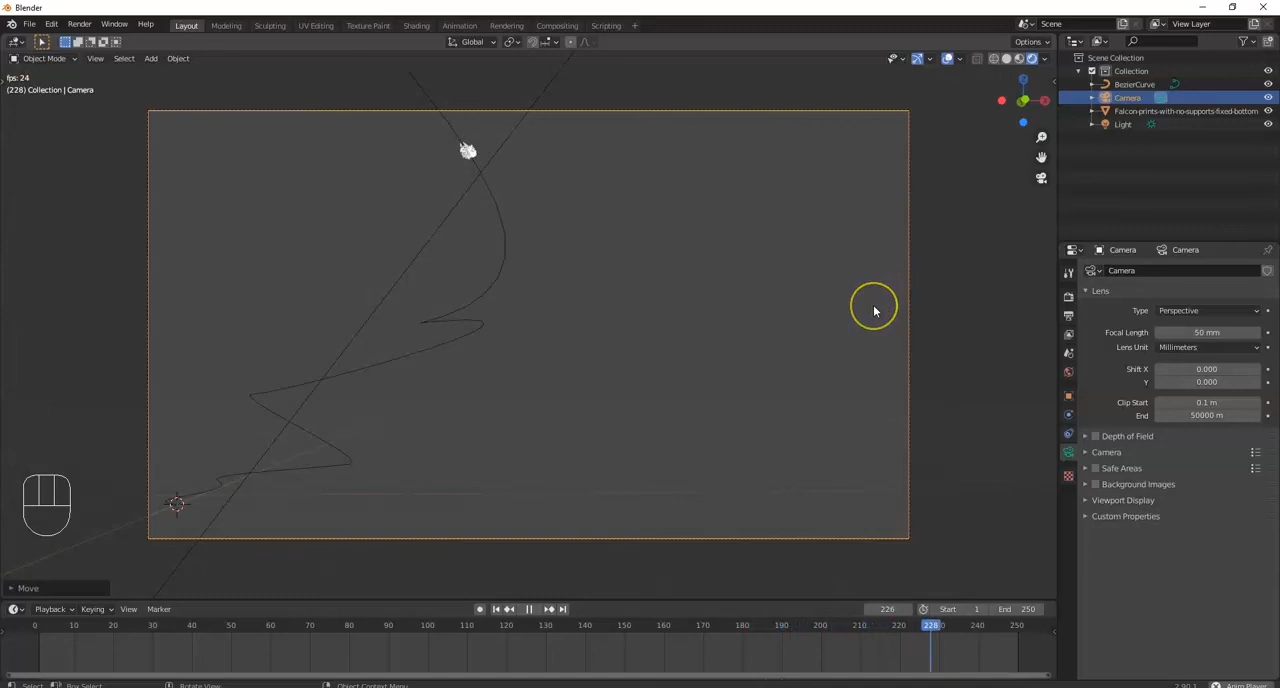 Blender
File Edit Render Window Help Layout Modeling Sculpting UV Editing Texture Paint Shading Animation Rendering Compositing Scripting + Scene View Layer
Global Options
Object Mode View Select Add Object
fps: 24
(228) Collection | Camera
Scene Collection
Collection
BezierCurve
Camera
Falcon-prints-with-no-supports-fixed-bottom
Light
Camera Camera
Camera
Lens
Type Perspective
Focal Length 50 mm
Lens Unit Millimeters
Shift X 0.000
Y 0.000
Clip Start 0.1 m
End 50000 m
Depth of Field
Camera
Safe Areas
Background Images
Viewport Display
Custom Properties
Move
Playback Keying View Marker 226 Start 1 End 250
0 10 20 30 40 50 60 70 80 90 100 110 120 130 140 150 160 170 180 190 200 210 220 228 0 240 250
Select Box Select Rotate View Object Context Menu 2.90.1 Anim Player